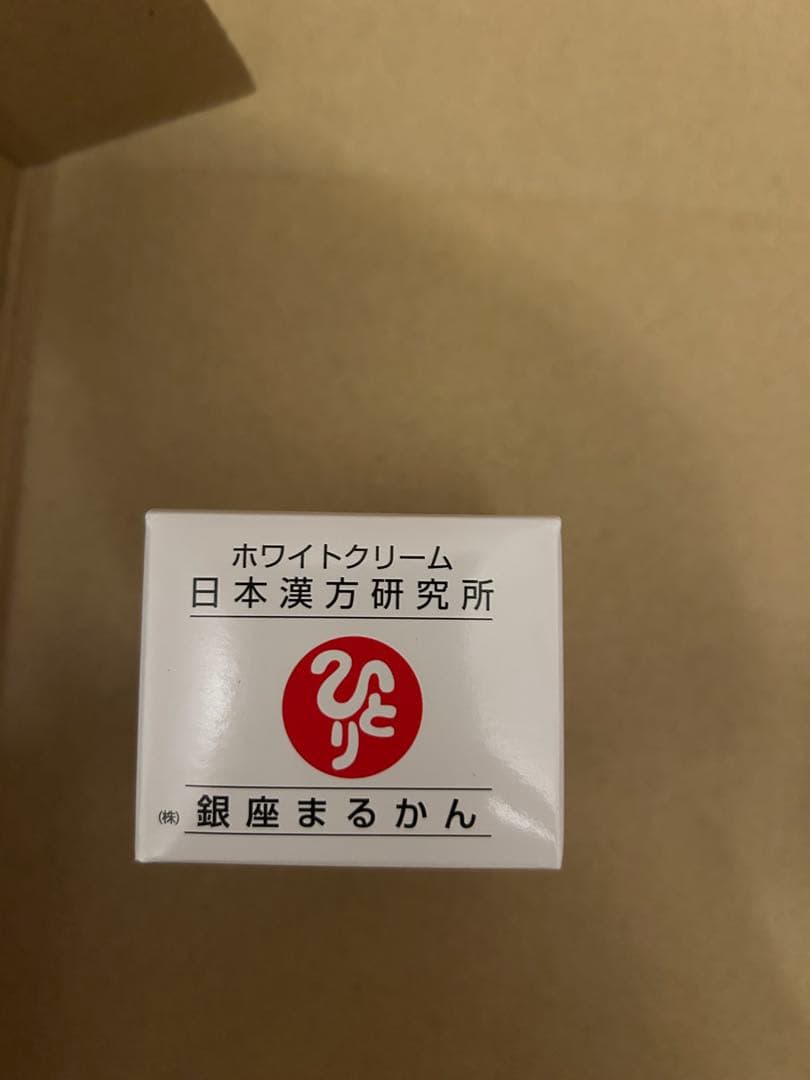 ホワイトクリーム
日本漢方研究所
ひとり
㈱ 銀座まるかん